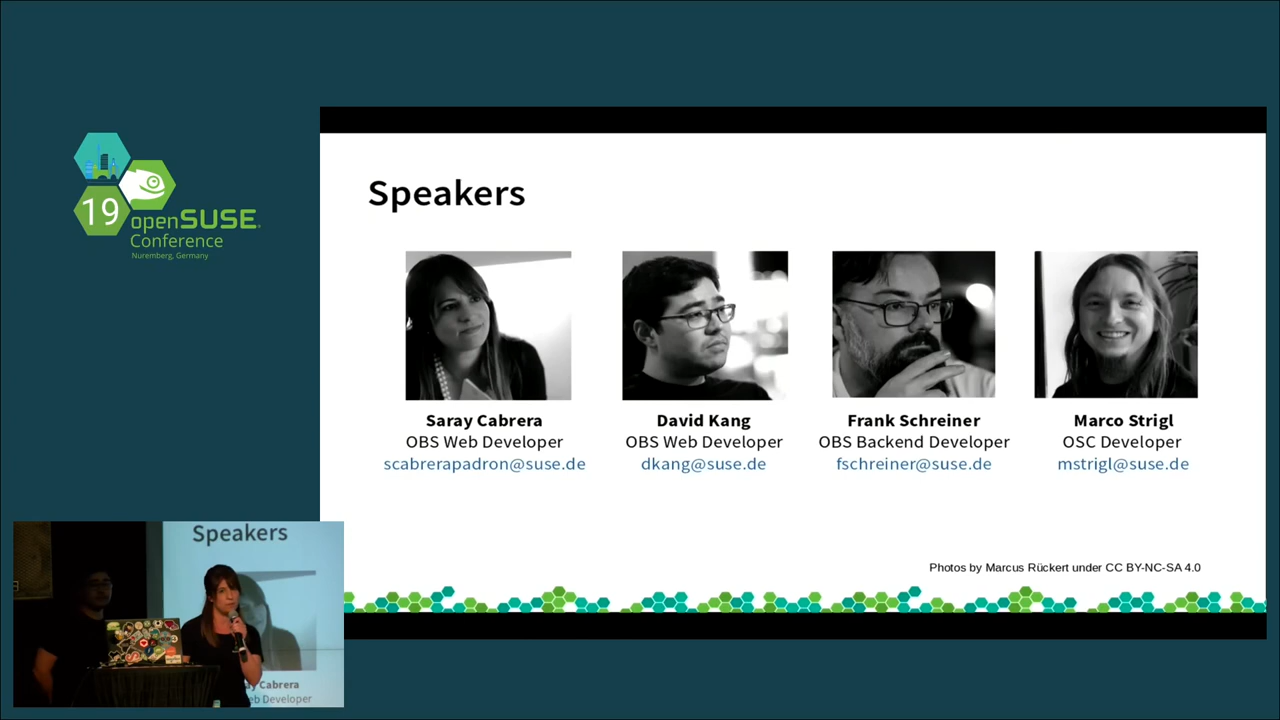 19
openSUSE
Conference
Nuremberg, Germany
Speakers
Saray Cabrera
OBS Web Developer
scabrerapadron@suse.de
David Kang
OBS Web Developer
dkang@suse.de
Frank Schreiner
OBS Backend Developer
fschreiner@suse.de
Marco Strigl
OSC Developer
mstrigl@suse.de
Photos by Marcus Rückert under CC BY-NC-SA 4.0
Speakers
Cabrera
Developer